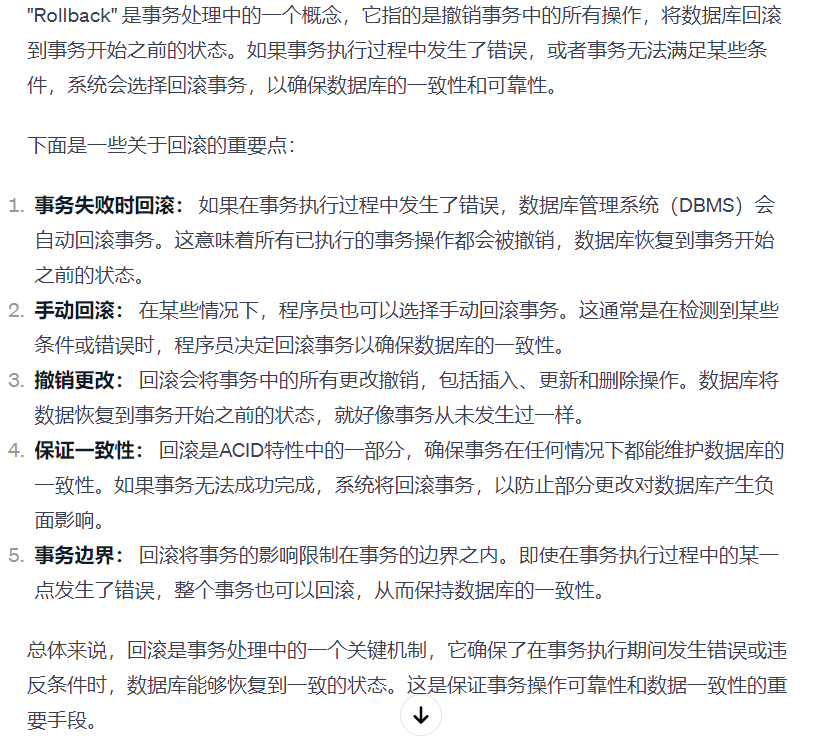 "Rollback" 是事务处理中的一个概念，它指的是撤销事务中的所有操作，将数据库回滚
到事务开始之前的状态。如果事务执行过程中发生了错误，或者事务无法满足某些条
件，系统会选择回滚事务，以确保数据库的一致性和可靠性。
下面是一些关于回滚的重要点：
1. 事务失败时回滚： 如果在事务执行过程中发生了错误，数据库管理系统（DBMS）会
自动回滚事务。这意味着所有已执行的事务操作都会被撤销，数据库恢复到事务开始
之前的状态。
2. 手动回滚： 在某些情况下，程序员也可以选择手动回滚事务。这通常是在检测到某些
条件或错误时，程序员决定回滚事务以确保数据库的一致性。
3. 撤销更改： 回滚会将事务中的所有更改撤销，包括插入、更新和删除操作。数据库将
数据恢复到事务开始之前的状态，就好像事务从未发生过一样。
4. 保证一致性： 回滚是ACID特性中的一部分，确保事务在任何情况下都能维护数据库的
一致性。如果事务无法成功完成，系统将回滚事务，以防止部分更改对数据库产生负
面影响。
5. 事务边界： 回滚将事务的影响限制在事务的边界之内。即使在事务执行过程中的某一
点发生了错误，整个事务也可以回滚，从而保持数据库的一致性。
总体来说，回滚是事务处理中的一个关键机制，它确保了在事务执行期间发生错误或违
反条件时，数据库能够恢复到一致的状态。这是保证事务操作可靠性和数据一致性的重
要手段。